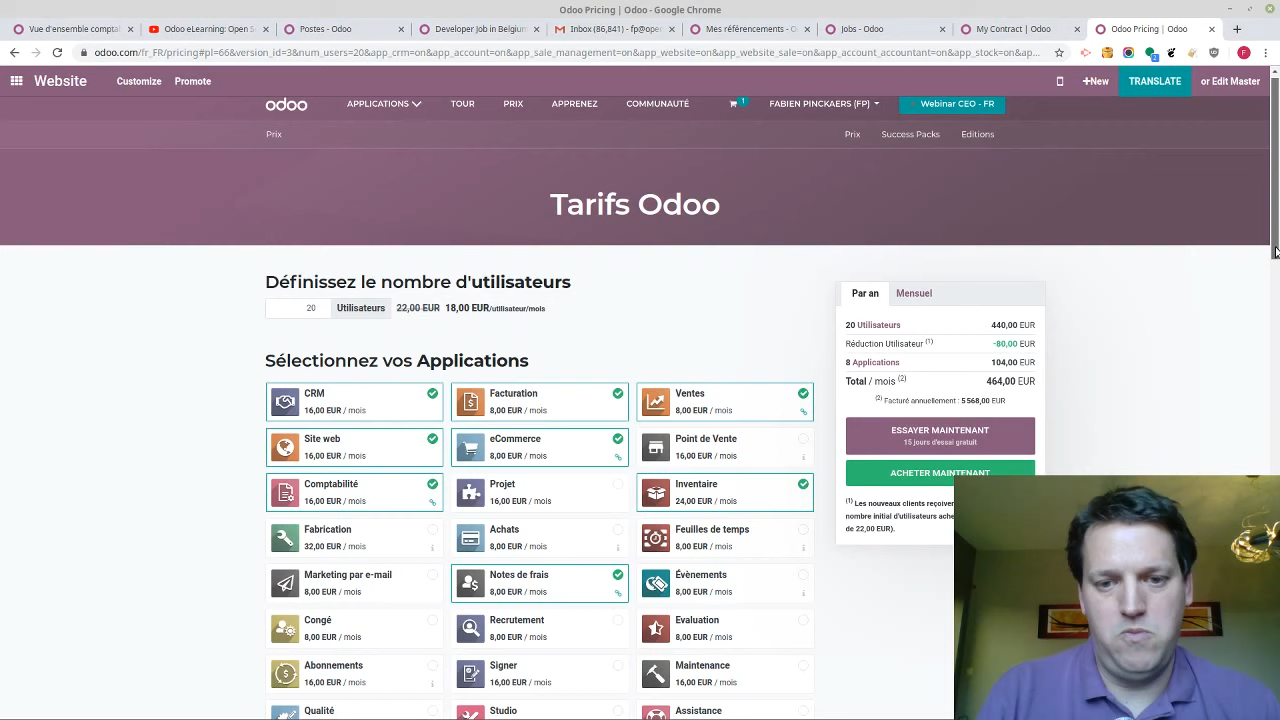 Odoo Pricing | Odoo - Google Chrome
Vue d'ensemble compta
Odoo eLearning: Open S
Postes - Odoo
Developer Job in Belgium
Inbox (86,841) - fp@open
Mes référencements - O
Jobs - Odoo
My Contract | Odoo
Odoo Pricing | Odoo
odoo.com/fr_FR/pricing#pl=66&version_id=3&num_users=20&app_crm=on&app_account=on&app_sale_management=on&app_website=on&app_website_sale=on&app_account_accountant=on&app_stock=on&ap...
2
F
Website
Customize
Promote
+New
TRANSLATE
or Edit Master
odoo
APPLICATIONS
TOUR
PRIX
APPRENEZ
COMMUNAUTÉ
1
FABIEN PINCKAERS (FP)
Webinar CEO - FR
Prix
Prix
Success Packs
Editions
Tarifs Odoo
Définissez le nombre d'utilisateurs
20 Utilisateurs 22,00 EUR 18,00 EUR/utilisateur/mois
Sélectionnez vos Applications
CRM
16,00 EUR / mois
Facturation
8,00 EUR / mois
Ventes
8,00 EUR / mois
Site web
16,00 EUR / mois
eCommerce
8,00 EUR / mois
Point de Vente
16,00 EUR / mois
Comptabilité
16,00 EUR / mois
Projet
16,00 EUR / mois
Inventaire
24,00 EUR / mois
Fabrication
32,00 EUR / mois
Achats
8,00 EUR / mois
Feuilles de temps
8,00 EUR / mois
Marketing par e-mail
8,00 EUR / mois
Notes de frais
8,00 EUR / mois
Évènements
8,00 EUR / mois
Congé
8,00 EUR / mois
Recrutement
8,00 EUR / mois
Evaluation
8,00 EUR / mois
Abonnements
16,00 EUR / mois
Signer
16,00 EUR / mois
Maintenance
16,00 EUR / mois
Qualité
Studio
Assistance
Par an
Mensuel
20 Utilisateurs 440,00 EUR
Réduction Utilisateur (1) -80,00 EUR
8 Applications 104,00 EUR
Total / mois (2) 464,00 EUR
(2) Facturé annuellement : 5 568,00 EUR
ESSAYER MAINTENANT
15 jours d'essai gratuit
ACHETER MAINTENANT
(1) Les nouveaux clients reçoiven
nombre initial d'utilisateurs ache
de 22,00 EUR).